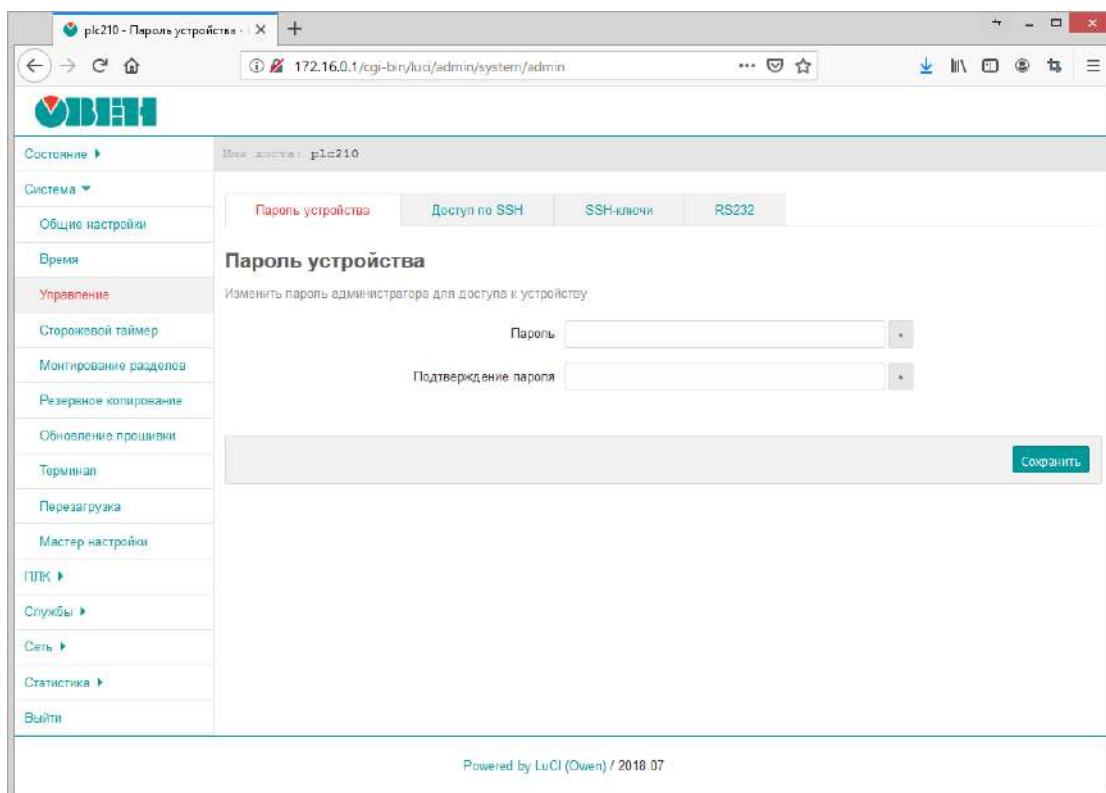 plc210 - Пароль устройства -
172.16.0.1/cgi-bin/luci/admin/system/admin
ОВЕН
Состояние
Имя хоста: plc210
Система
Пароль устройства
Доступ по SSH
SSH-ключи
RS232
Общие настройки
Время
Управление
Сторожевой таймер
Монтирование разделов
Резервное копирование
Обновление прошивки
Терминал
Перезагрузка
Мастер настройки
ПЛК
Службы
Сеть
Статистика
Выйти
Пароль устройства
Изменить пароль администратора для доступа к устройству
Пароль
Подтверждение пароля
Сохранить
Powered by LuCI (Owen) / 2018.07